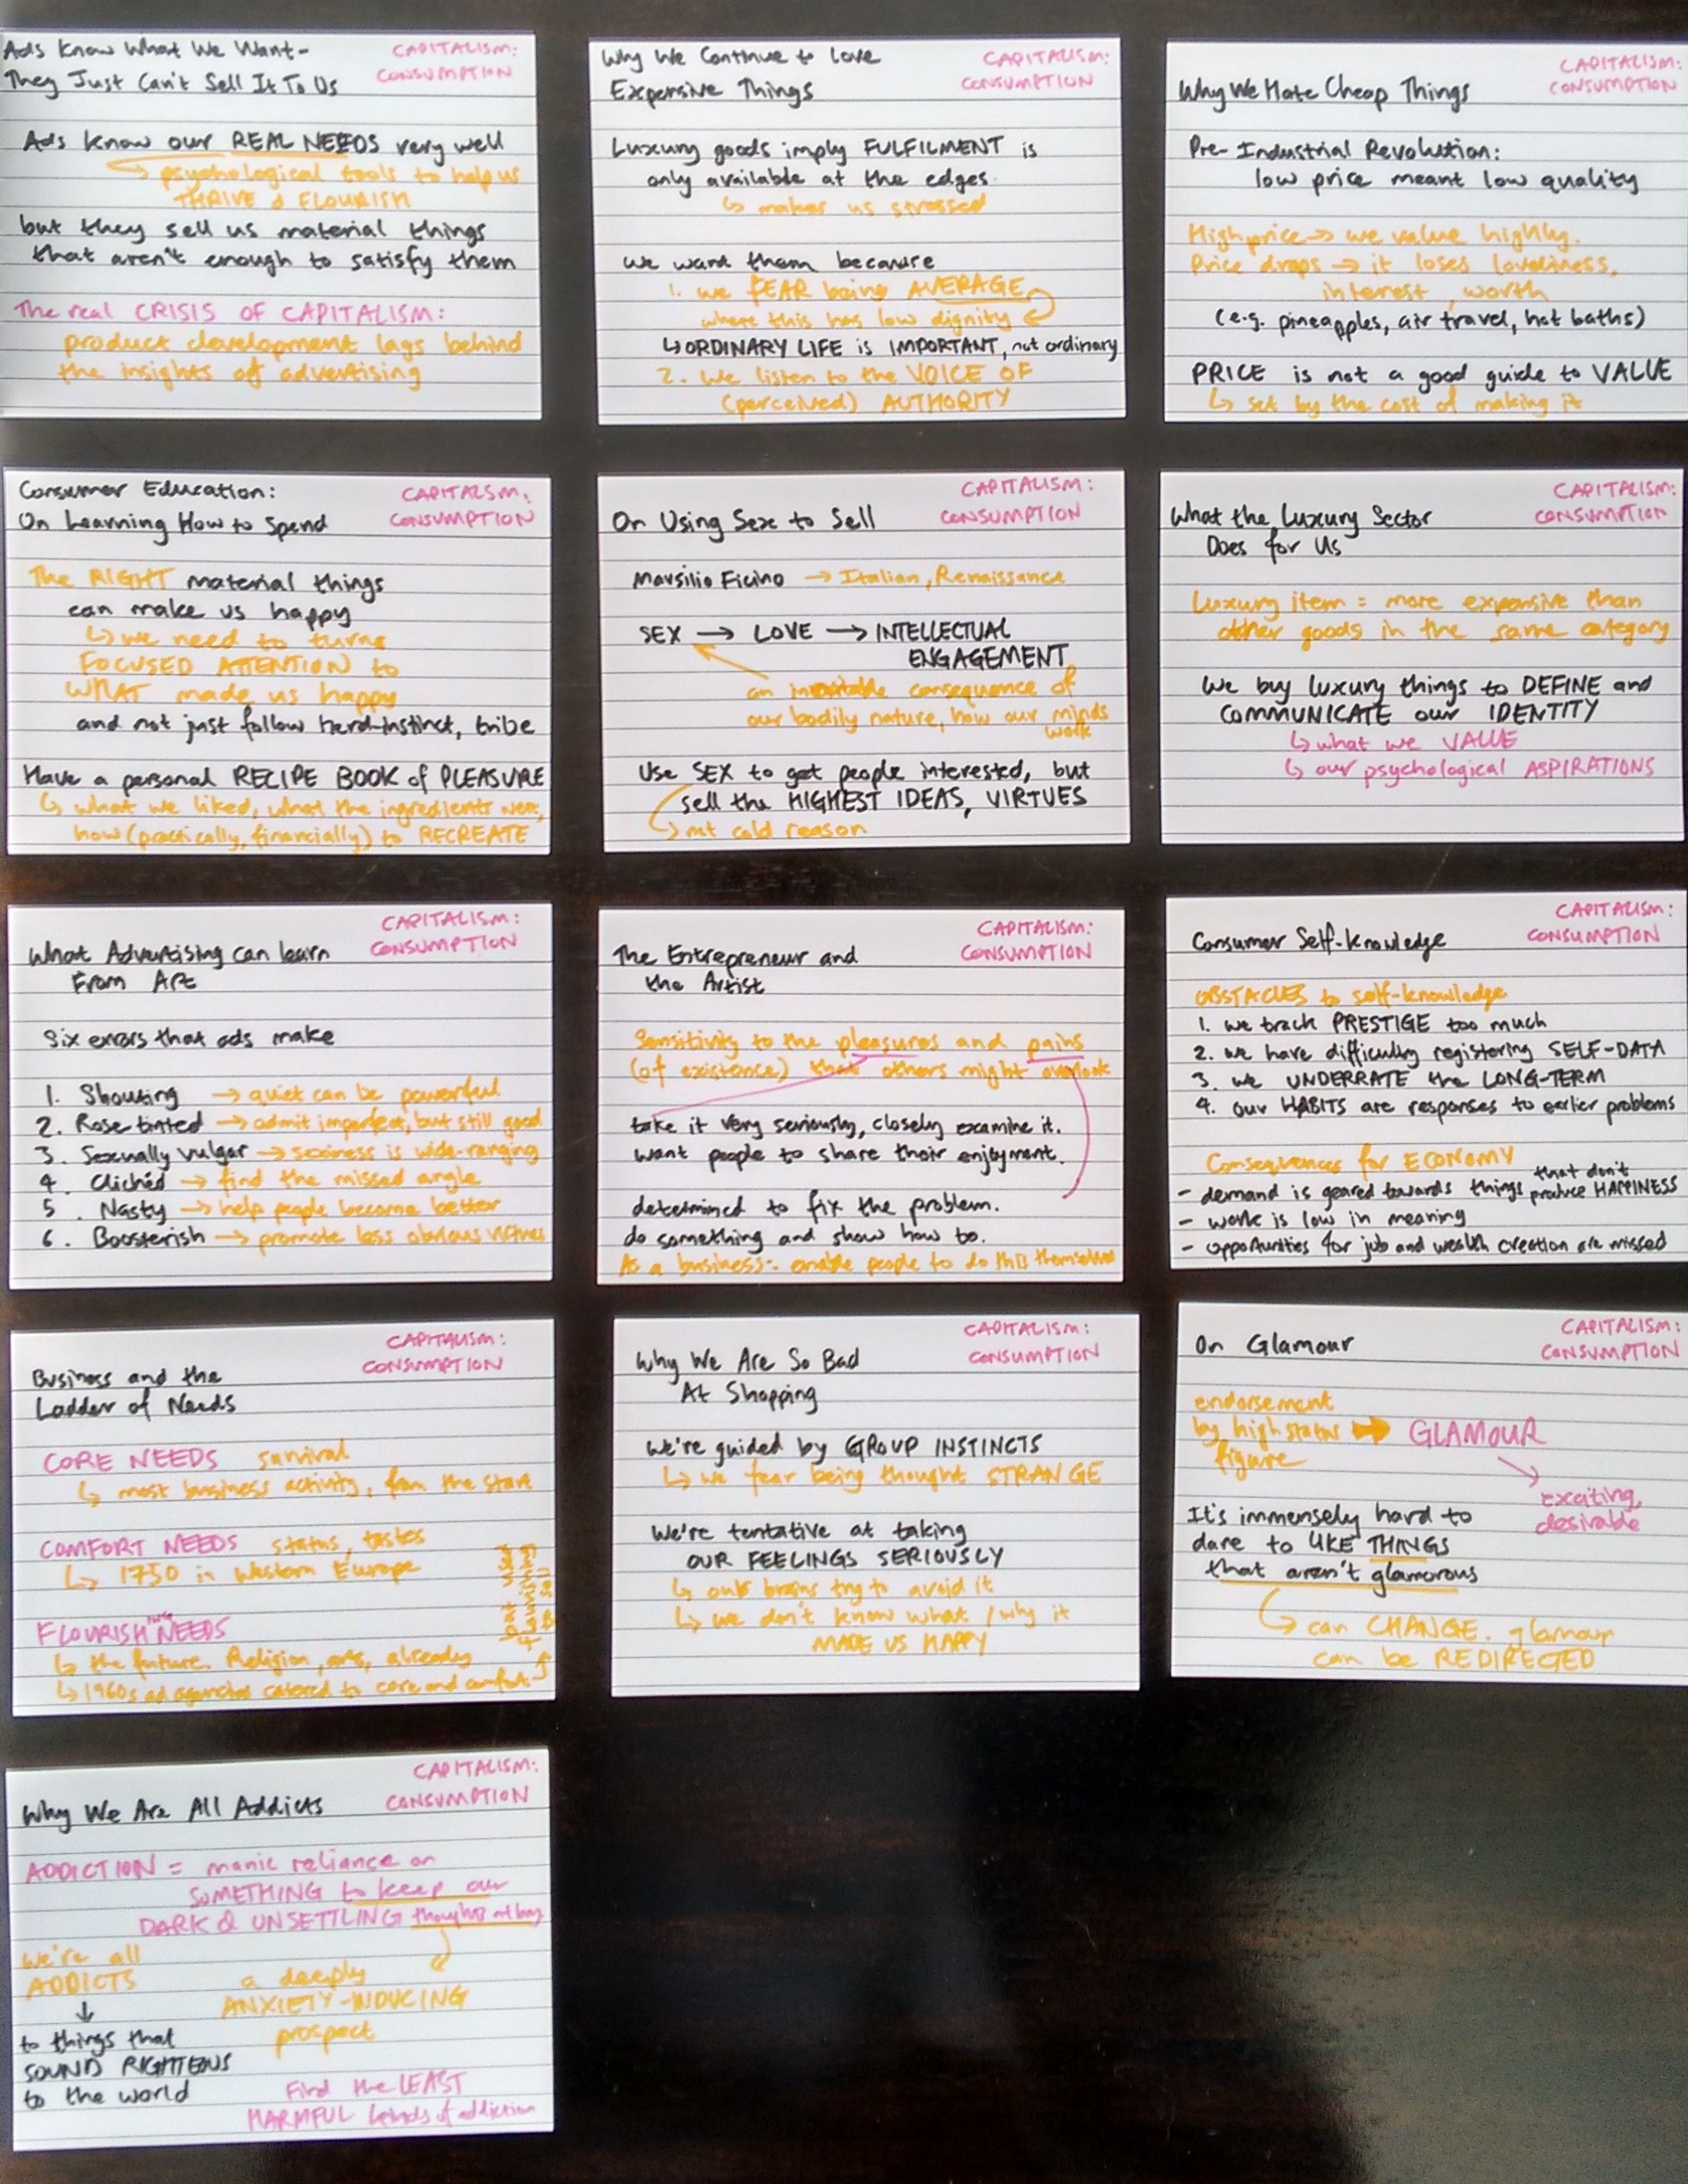 Ads Know What We Want-
They Just Can't Sell It To Us
CAPITALISM:
CONSUMPTION
Ads know our REAL NEEDS very well
↳ psychological tools to help us
THRIVE & FLOURISH
but they sell us material things
that aren't enough to satisfy them
The real CRISIS OF CAPITALISM:
product development lags behind
the insights of advertising
Why We Continue to Love
Expensive Things
CAPITALISM:
CONSUMPTION
Luxury goods imply FULFILMENT is
only available at the edges.
↳ makes us stressed
we want them because
1. we FEAR being AVERAGE
where this has low dignity
↳ ORDINARY LIFE is IMPORTANT, not ordinary
2. we listen to the VOICE OF
(perceived) AUTHORITY
Why We Hate Cheap Things
CAPITALISM:
CONSUMPTION
Pre-Industrial Revolution:
low price meant low quality
High price → we value highly.
Price drops → it loses loveliness,
interest, worth
(e.g. pineapples, air travel, hot baths)
PRICE is not a good guide to VALUE
↳ set by the cost of making it
Consumer Education:
On Learning How to Spend
CAPITALSM:
CONSUMPTION
The RIGHT material things
can make us happy
↳ we need to turns
FOCUSED ATTENTION to
WHAT made us happy
and not just follow herd-instinct, tribe
Have a personal RECIPE BOOK of PLEASURE
↳ what we liked, what the ingredients were,
how (practically, financially) to RECREATE
On Using Sex to Sell
CAPITALISM:
CONSUMPTION
Marsilio Ficino → Italian, Renaissance
SEX → LOVE → INTELLECTUAL
ENGAGEMENT
an inevitable consequence of
our bodily nature, how our minds
work
Use SEX to get people interested, but
sell the HIGHEST IDEAS, VIRTUES
↳ not cold reason
What the Luxury Sector
Does for Us
CAPITALISM:
CONSUMPTION
Luxury item = more expensive than
other goods in the same category
We buy luxury things to DEFINE and
COMMUNICATE our IDENTITY
↳ what we VALUE
↳ our psychological ASPIRATIONS
What Advertising can learn
From Art
CAPITALISM:
CONSUMPTION
Six errors that ads make
1. Shouting → quiet can be powerful
2. Rose tinted → admit imperfect, but still good
3. Sexually vulgar → sexiness is wide-ranging
4. Clichéd → find the missed angle
5. Nasty → help people become better
6. Boosterish → promote less obvious virtues
The Entrepreneur and
the Artist
CAPITALISM:
CONSUMPTION
Sensitivity to the pleasures and pains
(of existence) that others might overlook
take it very seriously, closely examine it.
want people to share their enjoyment.
determined to fix the problem.
do something and show how to.
As a business: enable people to do this themselves
Consumer Self-knowledge
CAPITALISM:
CONSUMPTION
OBSTACLES to self-knowledge
1. we track PRESTIGE too much
2. we have difficulty registering SELF-DATA
3. we UNDERRATE the LONG-TERM
4. our HABITS are responses to earlier problems
Consequences for ECONOMY
- demand is geared towards things that don't produce HAPPINESS
- work is low in meaning
- opportunities for job and wealth creation are missed
Business and the
Ladder of Needs
CAPITALISM:
CONSUMPTION
CORE NEEDS survival
↳ most business activity, from the start
COMFORT NEEDS status, tastes
↳ 1750 in Western Europe
FLOURISHING NEEDS
↳ the future. Religion, arts, already
↳ 1960s ad agencies catered to core and comfort
but used
flourishing
to sell
Why We Are So Bad
At Shopping
CAPITALISM:
CONSUMPTION
We're guided by GROUP INSTINCTS
↳ we fear being thought STRANGE
We're tentative at taking
OUR FEELINGS SERIOUSLY
↳ our brains try to avoid it
↳ we don't know what / why it
MADE US HAPPY
On Glamour
CAPITALISM:
CONSUMPTION
endorsement
by high status → GLAMOUR
figure
exciting,
desirable
It's immensely hard to
dare to LIKE THINGS
that aren't glamorous
↳ can CHANGE. glamour
can be REDIRECTED
Why We Are All Addicts
CAPITALISM:
CONSUMPTION
ADDICTION = manic reliance on
SOMETHING to keep our
DARK & UNSETTLING thoughts at bay
we're all
ADDICTS
↓
to things that
SOUND RIGHTEOUS
to the world
a deeply
ANXIETY-INDUCING
prospect
Find the LEAST
HARMFUL kinds of addiction